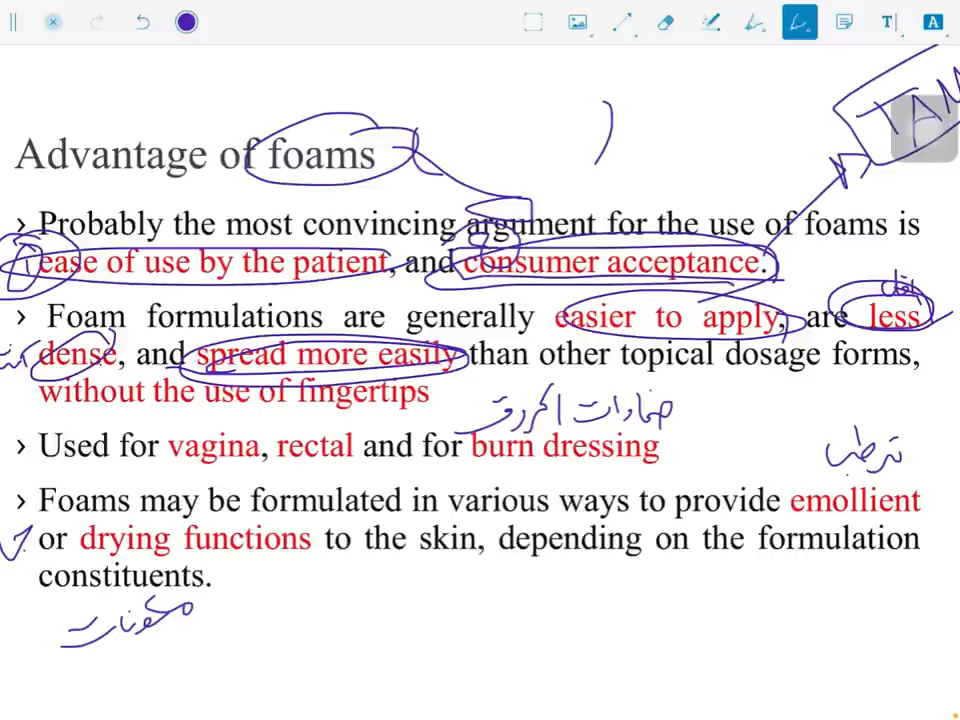 Advantage of foams
› Probably the most convincing argument for the use of foams is
ease of use by the patient, and consumer acceptance.
› Foam formulations are generally easier to apply, are less
dense, and spread more easily than other topical dosage forms,
without the use of fingertips
ضمادات الحروق
› Used for vagina, rectal and for burn dressing
ترطب
› Foams may be formulated in various ways to provide emollient
or drying functions to the skin, depending on the formulation
constituents.
مكونات